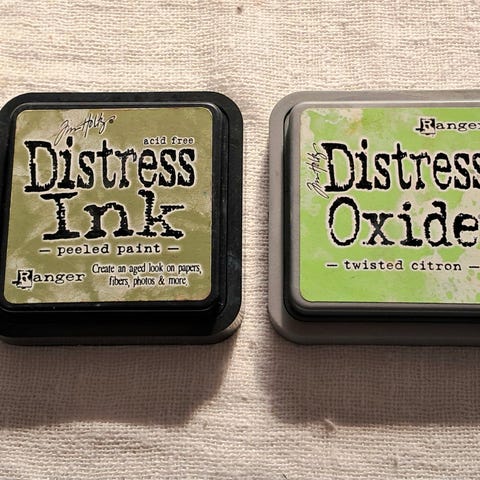 Tim Holtz®
acid free
Distress
Ink
– peeled paint –
Ranger
Create an aged look on papers,
fibers, photos & more.
Ranger
Tim Holtz
Distress
Oxide
– twisted citron –